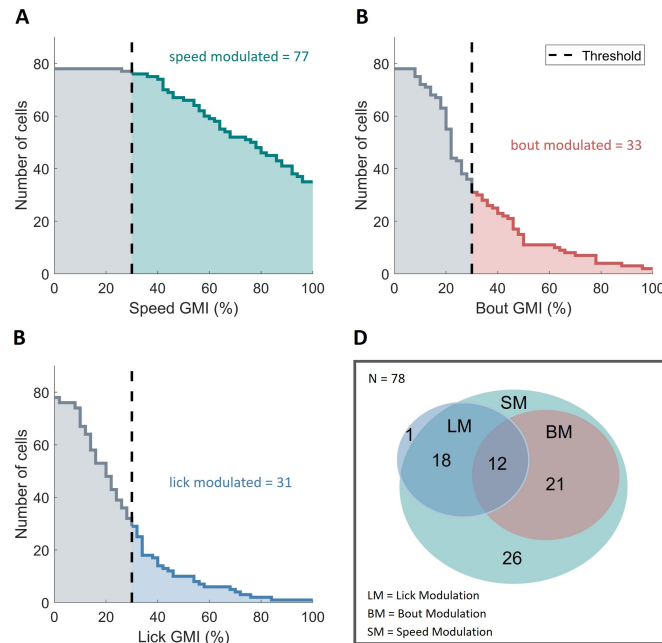 A
speed modulated = 77
Number of cells
80
60
40
20
0
0 20 40 60 80 100
Speed GMI (%)
B
Threshold
bout modulated = 33
Number of cells
80
60
40
20
0
0 20 40 60 80 100
Bout GMI (%)
B
lick modulated = 31
Number of cells
80
60
40
20
0
0 20 40 60 80 100
Lick GMI (%)
D
N = 78
SM
LM
BM
1
18
12
21
26
LM = Lick Modulation
BM = Bout Modulation
SM = Speed Modulation